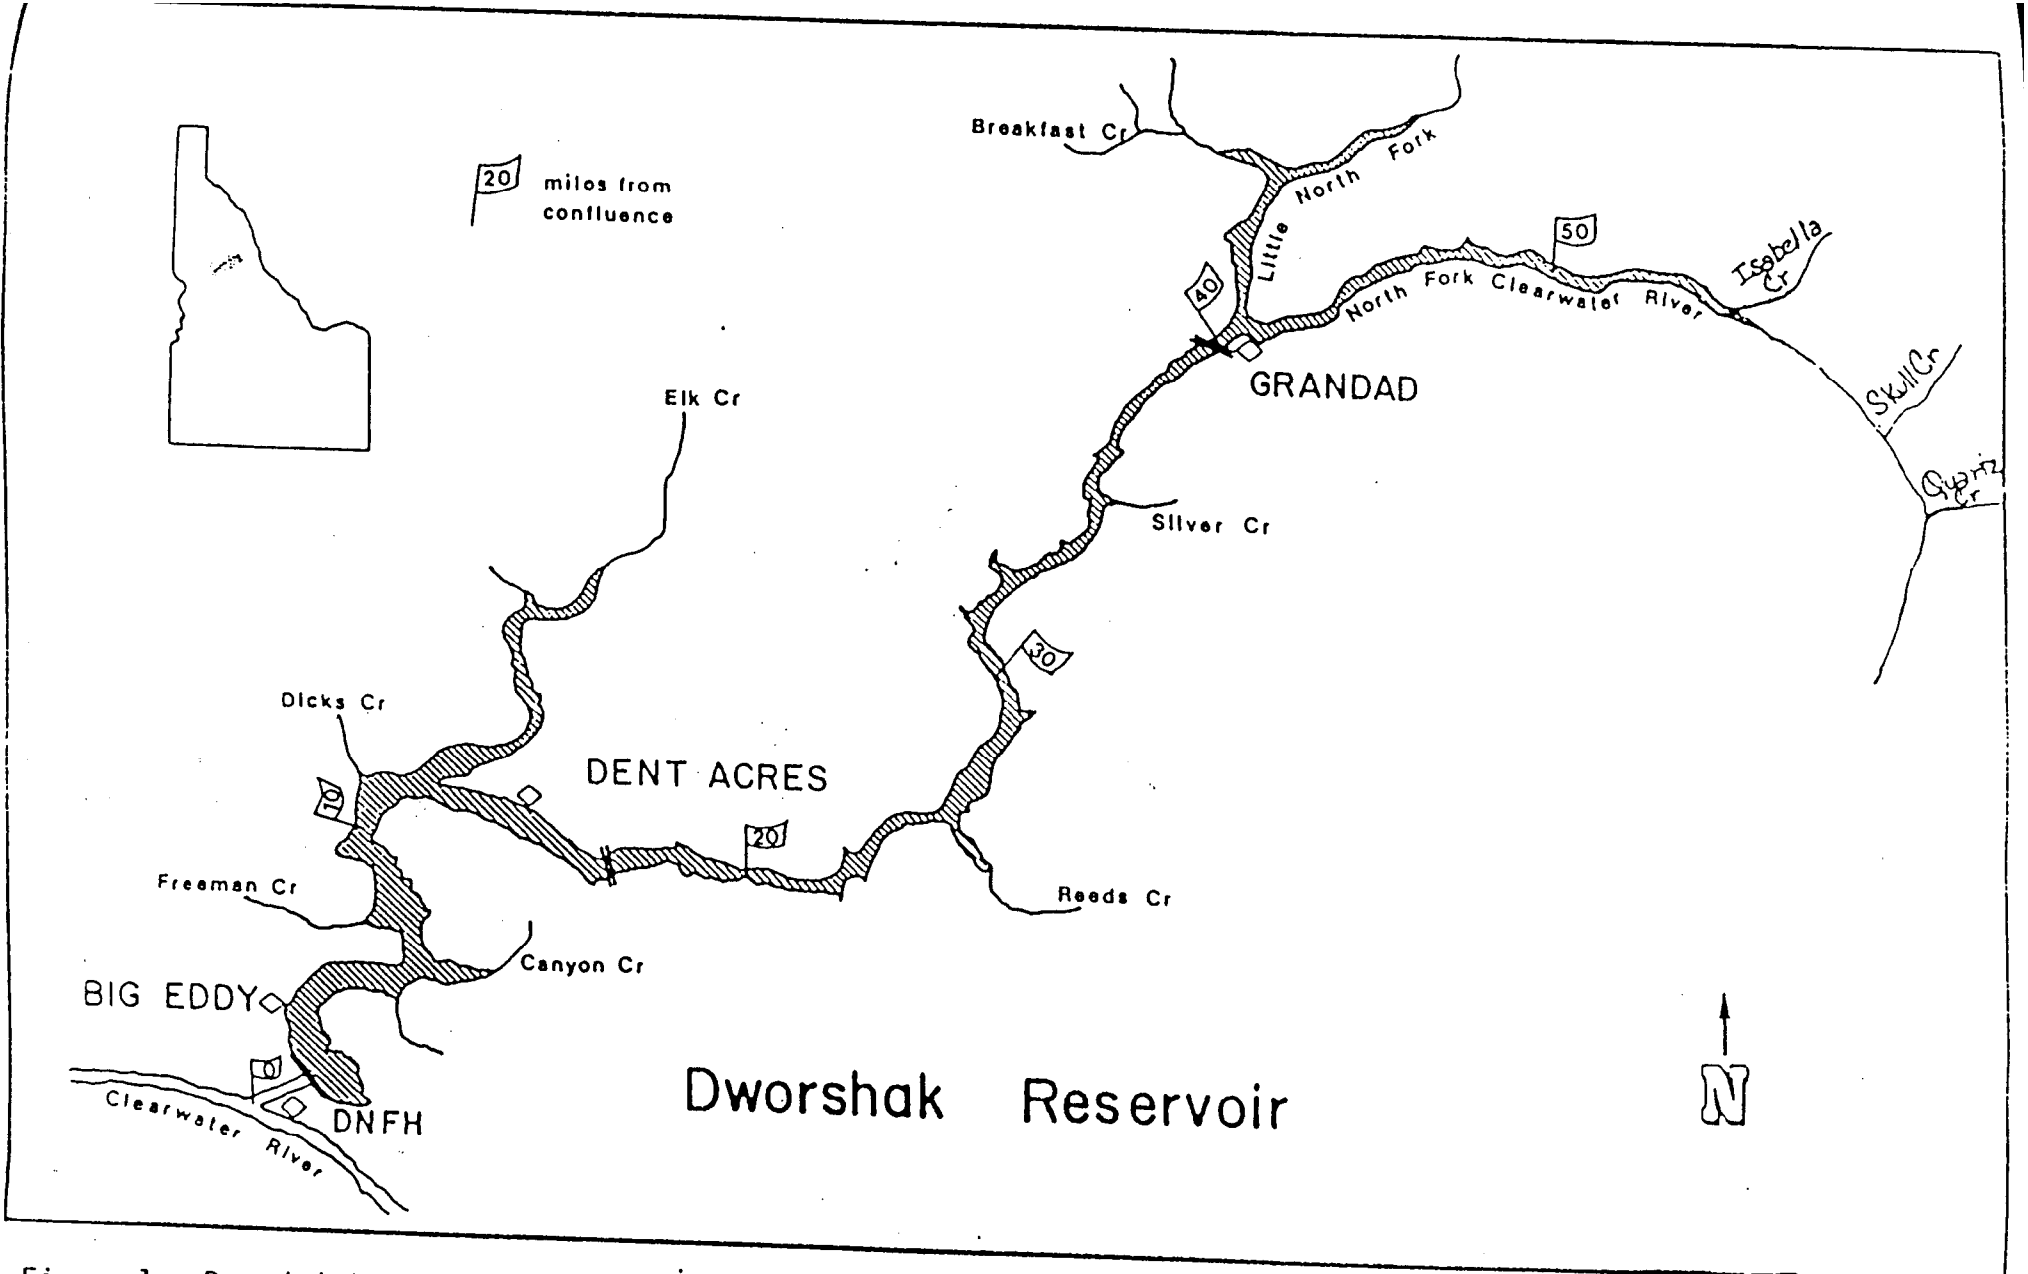 Breakfast Cr
20 miles from
confluence
Little North Fork
50
Isabella
Cr
40
North Fork Clearwater River
GRANDAD
Skull Cr
Elk Cr
Quartz
Cr
Silver Cr
30
Dicks Cr
DENT ACRES
10
20
Freeman Cr
Reeds Cr
Canyon Cr
BIG EDDY
0
Dworshak Reservoir
N
Clearwater River
DNFH